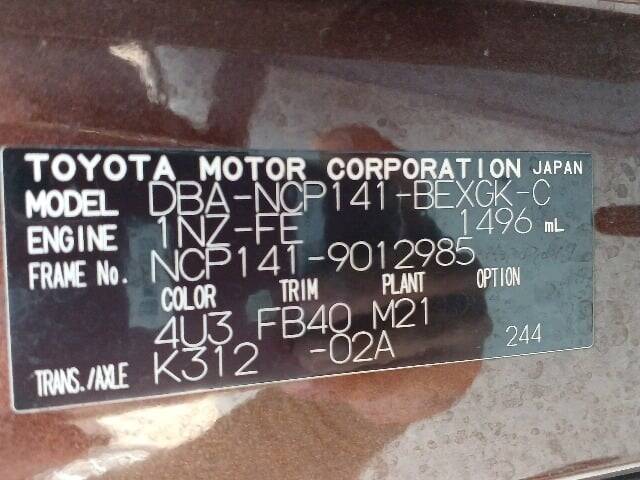 TOYOTA MOTOR CORPORATION JAPAN
MODEL DBA-NCP141-BEXGK-C
ENGINE 1NZ-FE 1496 mL
FRAME No. NCP141-9012985
COLOR TRIM PLANT OPTION
4U3 FB40 M21 244
TRANS./AXLE K312 -02A